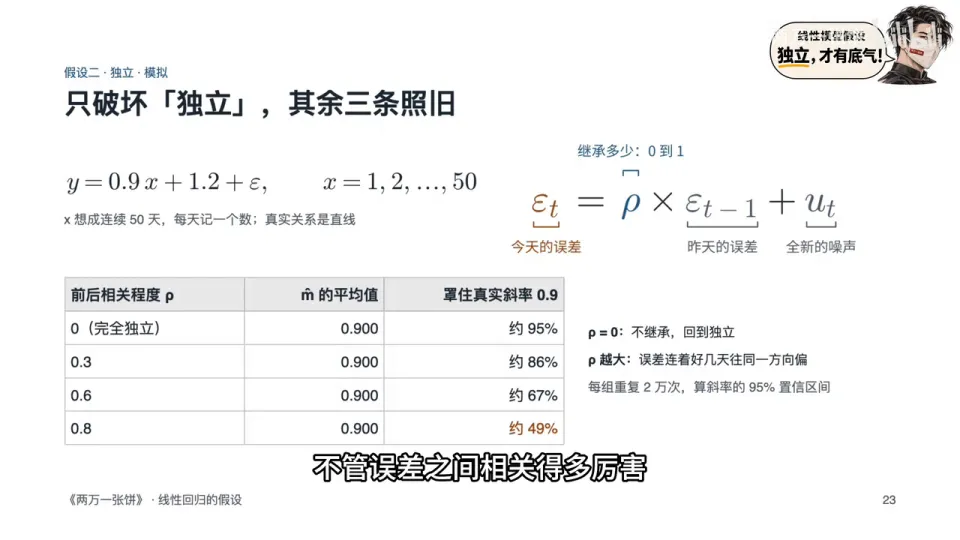 线性模型假设
独立，才有底气！
假设二 · 独立 · 模拟
只破坏「独立」，其余三条照旧
y = 0.9 x + 1.2 + ε, x = 1, 2, …, 50
x 想成连续 50 天，每天记一个数；真实关系是直线
继承多少：0 到 1
εt = ρ × εt−1 + ut
今天的误差 昨天的误差 全新的噪声
前后相关程度 ρ m̂ 的平均值 罩住真实斜率 0.9
0（完全独立） 0.900 约 95%
0.3 0.900 约 86%
0.6 0.900 约 67%
0.8 0.900 约 49%
ρ = 0：不继承，回到独立
ρ 越大：误差连着好几天往同一方向偏
每组重复 2 万次，算斜率的 95% 置信区间
不管误差之间相关得多厉害
《两万一张饼》 · 线性回归的假设
23